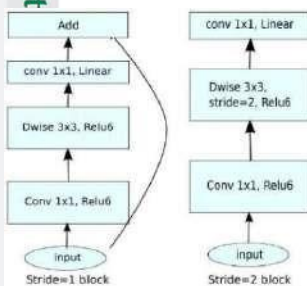 Add
conv 1x1, Linear
Dwise 3x3, Relu6
Conv 1x1, Relu6
input
Stride=1 block
conv 1x1, Linear
Dwise 3x3,
stride=2, Relu6
Conv 1x1, Relu6
input
Stride=2 block